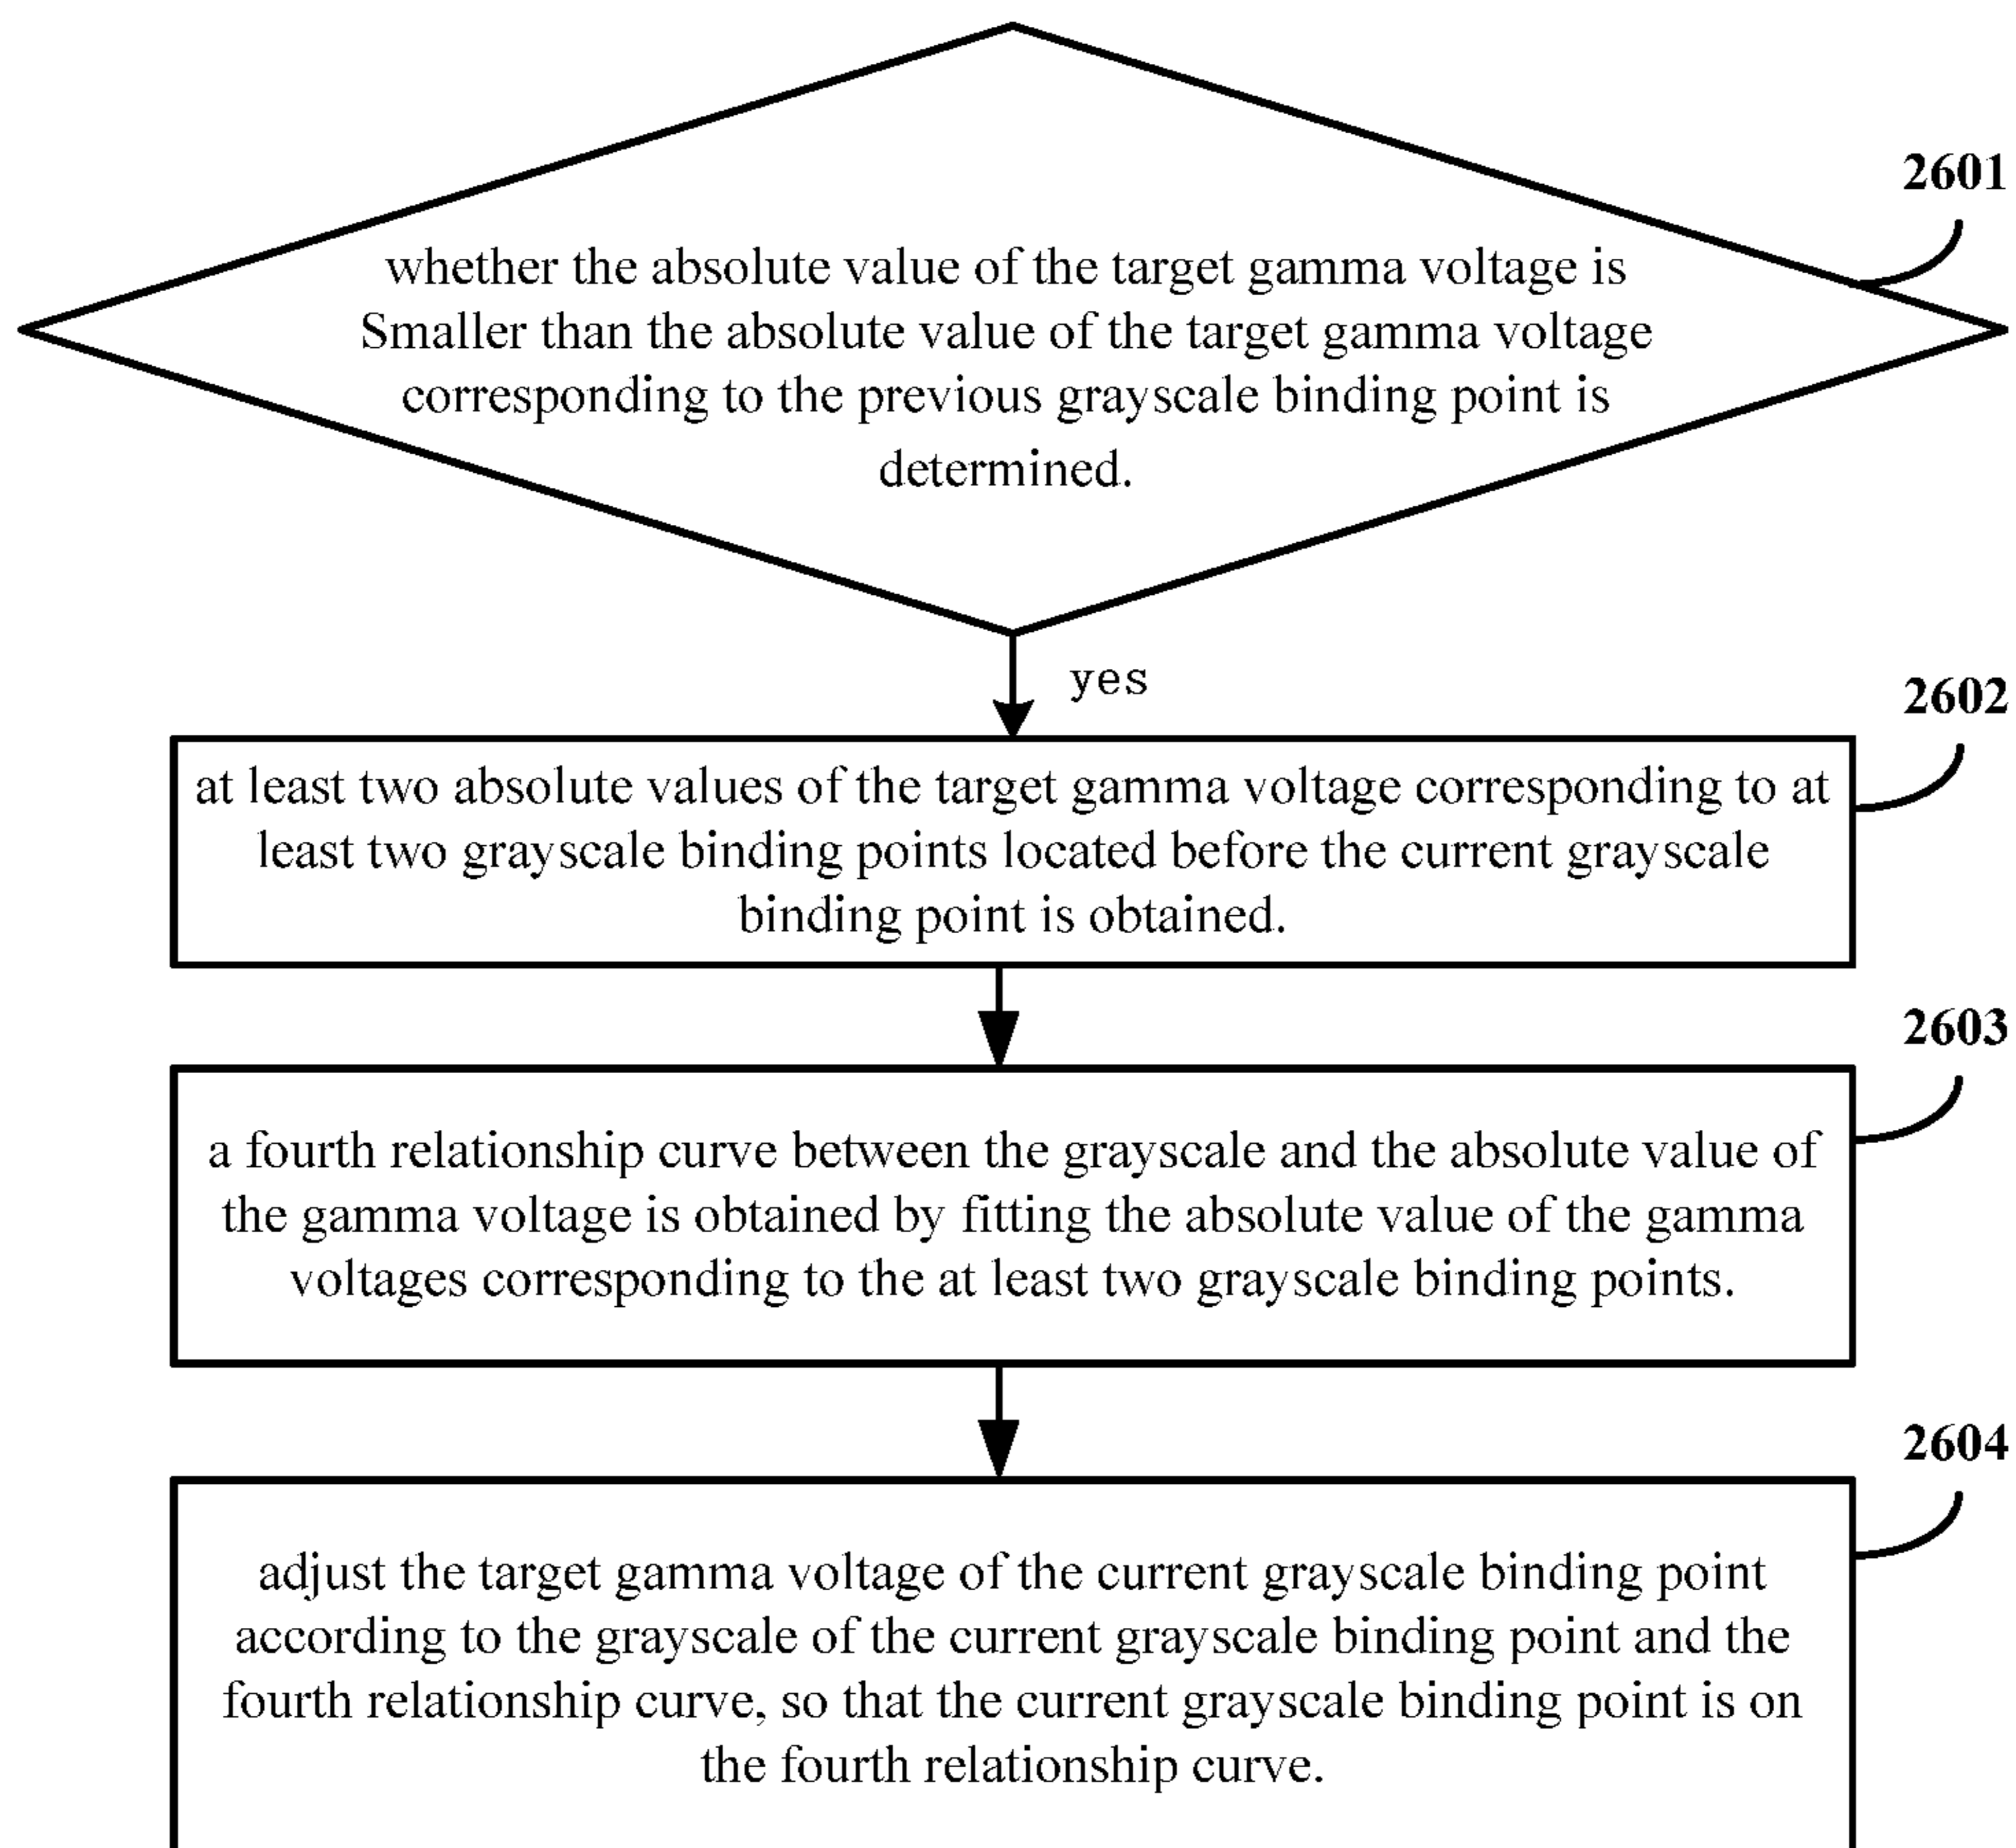 2601
whether the absolute value of the target gamma voltage is
Smaller than the absolute value of the target gamma voltage
corresponding to the previous grayscale binding point is
determined.
yes
2602
at least two absolute values of the target gamma voltage corresponding to at
least two grayscale binding points located before the current grayscale
binding point is obtained.
2603
a fourth relationship curve between the grayscale and the absolute value of
the gamma voltage is obtained by fitting the absolute value of the gamma
voltages corresponding to the at least two grayscale binding points.
2604
adjust the target gamma voltage of the current grayscale binding point
according to the grayscale of the current grayscale binding point and the
fourth relationship curve, so that the current grayscale binding point is on
the fourth relationship curve.